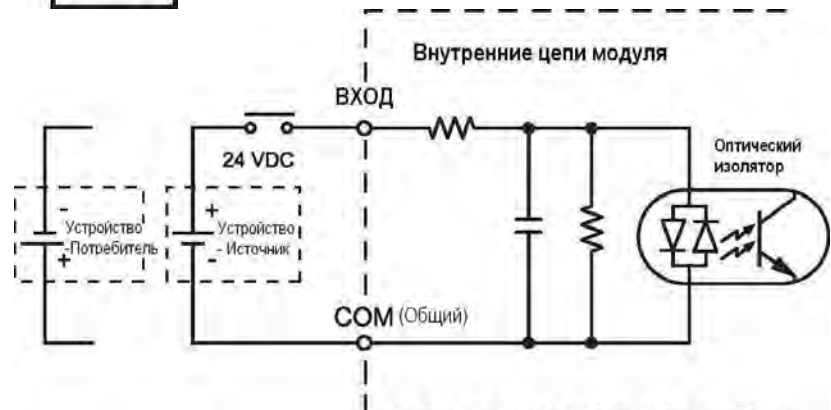 Внутренние цепи модуля
ВХОД
24 VDC
Оптический
изолятор
-
Устройство
-Потребитель
+
+
Устройство
- Источник
-
COM (Общий)